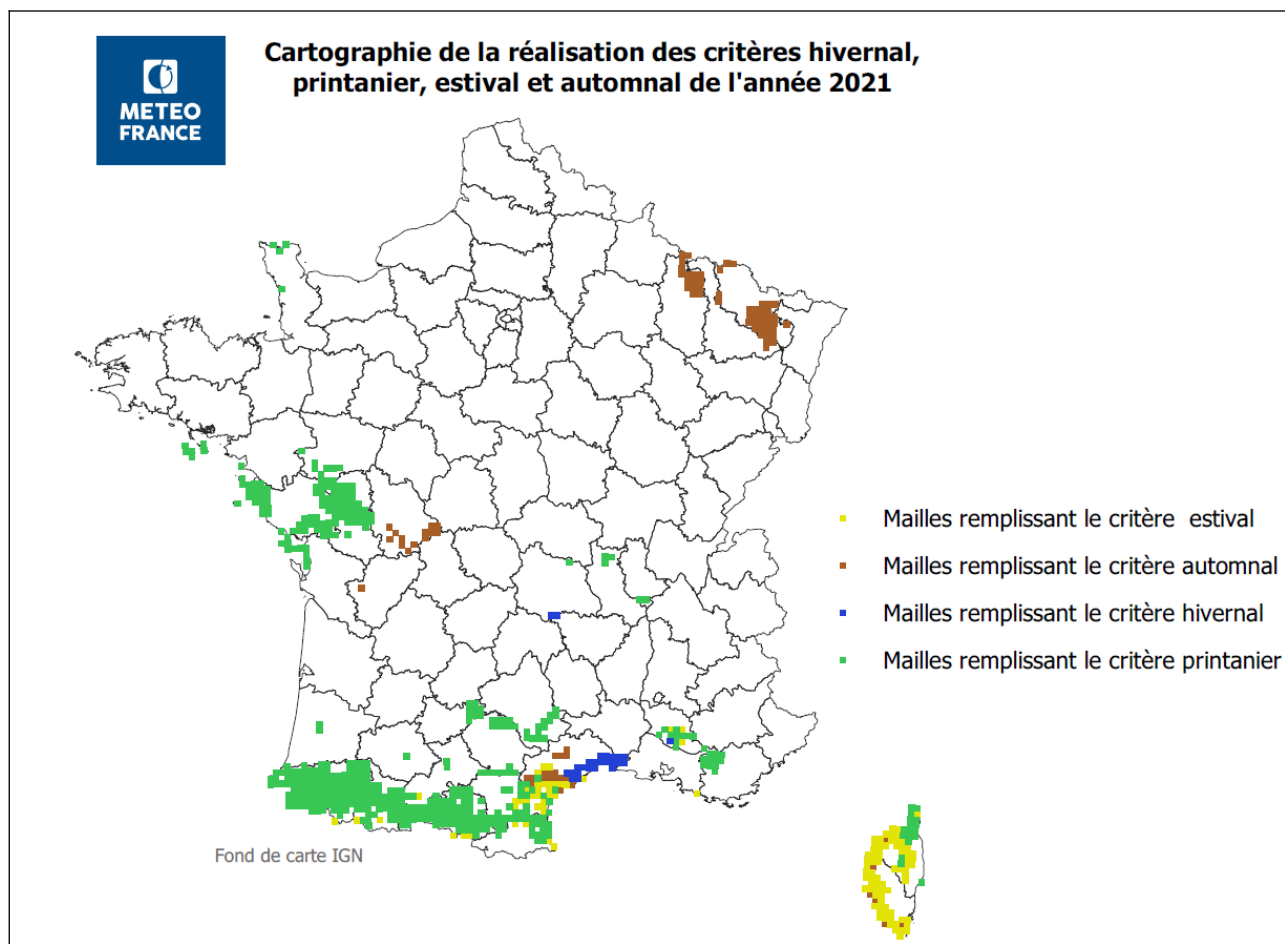 Cartographie de la réalisation des critères hivernal,
printanier, estival et automnal de l'année 2021
METEO
FRANCE
Mailles remplissant le critère  estival
Mailles remplissant le critère automnal
Mailles remplissant le critère hivernal
Mailles remplissant le critère printanier
Fond de carte IGN